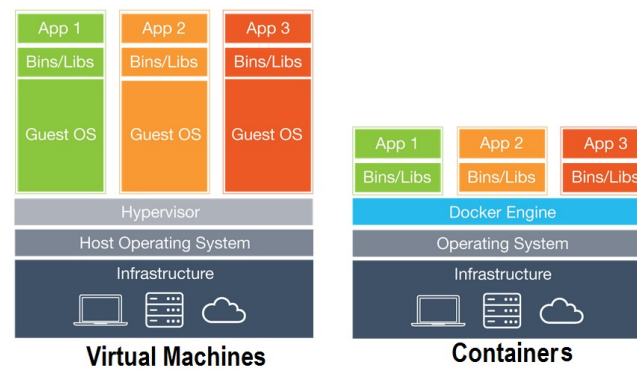 App 1
App 2
App 3
Bins/Libs
Bins/Libs
Bins/Libs
Guest OS
Guest OS
Guest OS
Hypervisor
Host Operating System
Infrastructure
Virtual Machines
App 1
App 2
App 3
Bins/Libs
Bins/Libs
Bins/Libs
Docker Engine
Operating System
Infrastructure
Containers